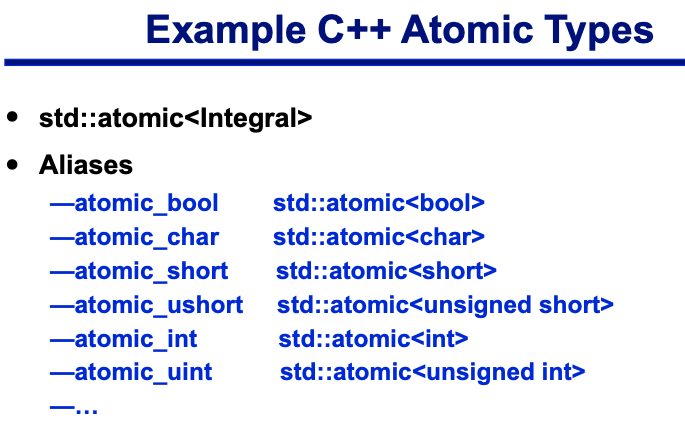 Example C++ Atomic Types
• std::atomic<Integral>
• Aliases
—atomic_bool std::atomic<bool>
—atomic_char std::atomic<char>
—atomic_short std::atomic<short>
—atomic_ushort std::atomic<unsigned short>
—atomic_int std::atomic<int>
—atomic_uint std::atomic<unsigned int>
—…